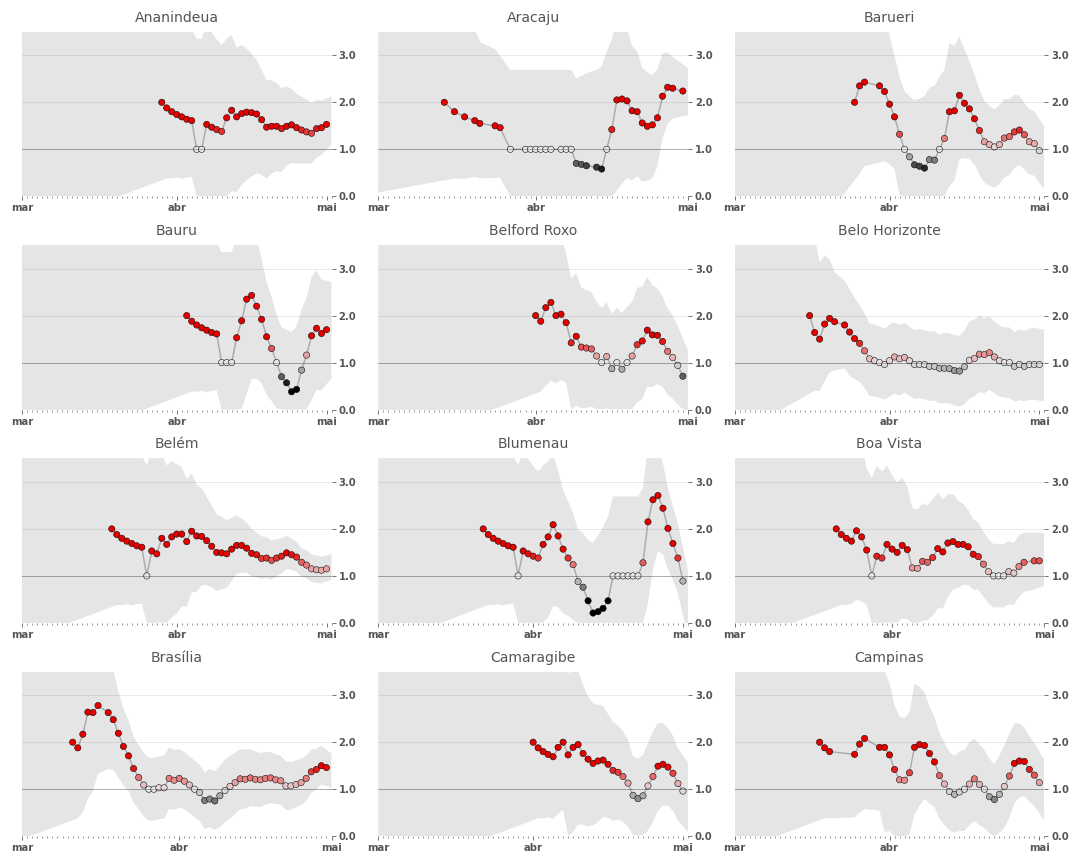 Ananindeua
Aracaju
Barueri
3.0
2.0
1.0
0.0
mar
abr
mai
3.0
2.0
1.0
0.0
mar
abr
mai
3.0
2.0
1.0
0.0
mar
abr
mai
Bauru
Belford Roxo
Belo Horizonte
3.0
2.0
1.0
0.0
mar
abr
mai
3.0
2.0
1.0
0.0
mar
abr
mai
3.0
2.0
1.0
0.0
mar
abr
mai
Belém
Blumenau
Boa Vista
3.0
2.0
1.0
0.0
mar
abr
mai
3.0
2.0
1.0
0.0
mar
abr
mai
3.0
2.0
1.0
0.0
mar
abr
mai
Brasília
Camaragibe
Campinas
3.0
2.0
1.0
0.0
mar
abr
mai
3.0
2.0
1.0
0.0
mar
abr
mai
3.0
2.0
1.0
0.0
mar
abr
mai